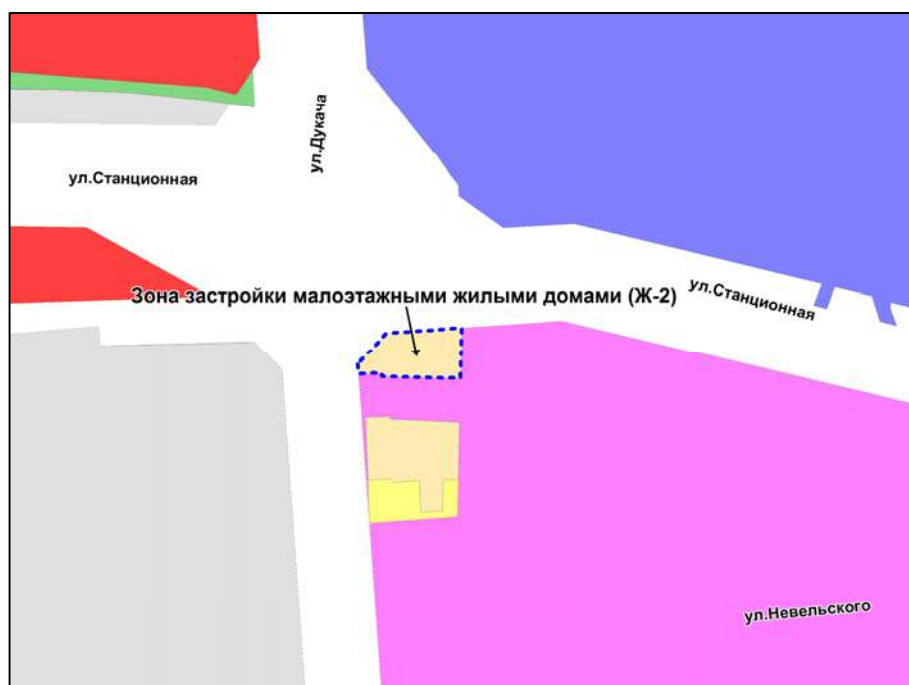 ул.Дукача
ул.Станционная
Зона застройки малоэтажными жилыми домами (Ж-2)
ул.Станционная
ул.Невельского